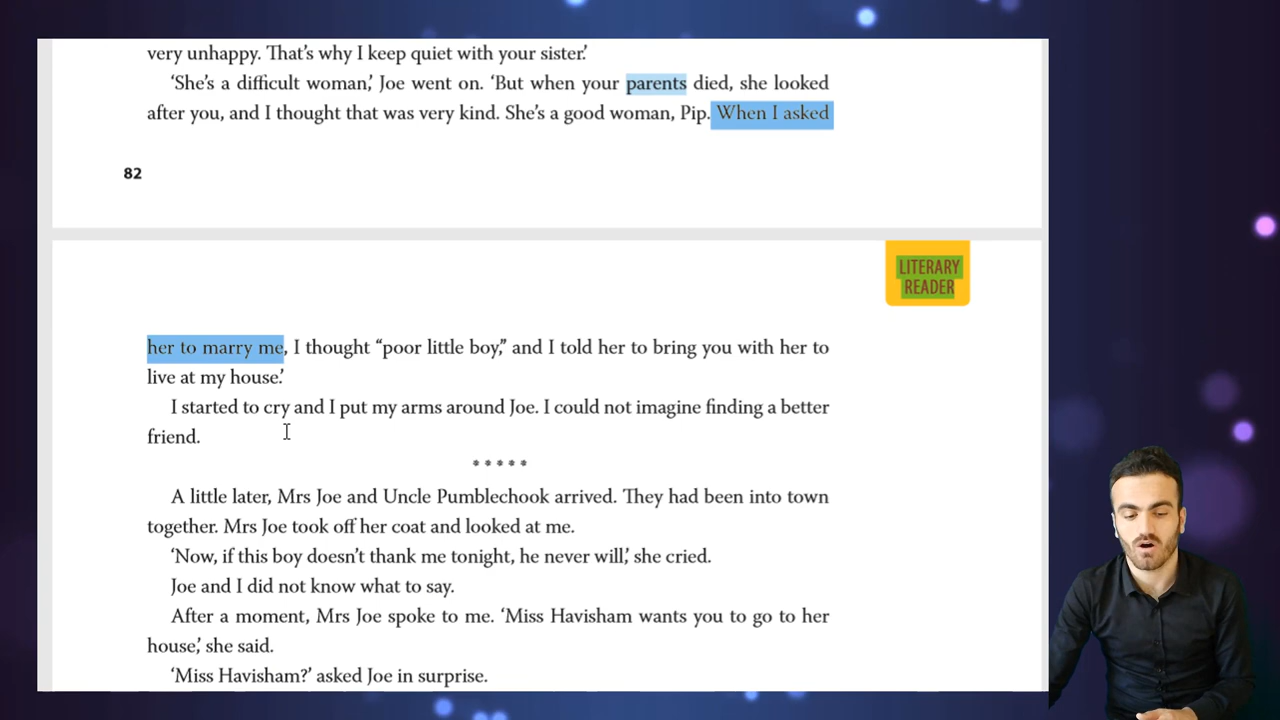 very unhappy. That's why I keep quiet with your sister.'
'She's a difficult woman,' Joe went on. 'But when your parents died, she looked
after you, and I thought that was very kind. She's a good woman, Pip. When I asked
82
LITERARY
READER
her to marry me, I thought “poor little boy,” and I told her to bring you with her to
live at my house.'
I started to cry and I put my arms around Joe. I could not imagine finding a better
friend.
* * * * *
A little later, Mrs Joe and Uncle Pumblechook arrived. They had been into town
together. Mrs Joe took off her coat and looked at me.
'Now, if this boy doesn't thank me tonight, he never will,' she cried.
Joe and I did not know what to say.
After a moment, Mrs Joe spoke to me. 'Miss Havisham wants you to go to her
house,' she said.
'Miss Havisham?' asked Joe in surprise.